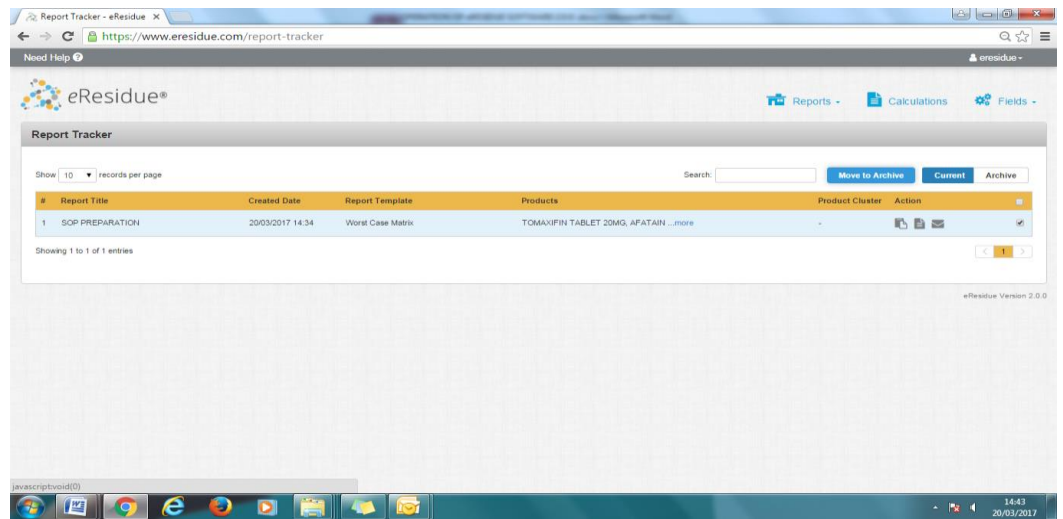 Report Tracker - eResidue
https://www.eresidue.com/report-tracker
Need Help ? eresidue
eResidue® Reports Calculations Fields
Report Tracker
Show 10 records per page Search: Move to Archive Current Archive
# Report Title Created Date Report Template Products Product Cluster Action
1 SOP PREPARATION 20/03/2017 14:34 Worst Case Matrix TOMAXIFIN TABLET 20MG, AFATAIN ...more -
Showing 1 to 1 of 1 entries < 1 >
eResidue Version 2.0.0
javascript:void(0)
14:43
20/03/2017